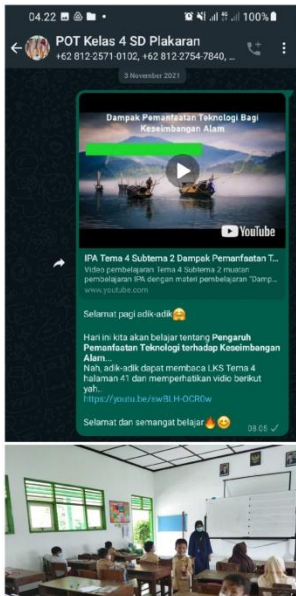 04.22
100%
POT Kelas 4 SD Plakaran
+62 812-2571-0102, +62 812-2754-7840, ...
3 November 2021
Dampak Pemanfaatan Teknologi Bagi
Keseimbangan Alam
YouTube
IPA Tema 4 Subtema 2 Dampak Pemanfaatan T...
Video pembelajaran Tema 4 Subtema 2 muatan
pembelajaran IPA dengan materi pembelajaran "Damp...
www.youtube.com
Selamat pagi adik-adik
Hari ini kita akan belajar tentang Pengaruh
Pemanfaatan Teknologi terhadap Keseimbangan
Alam...
Nah, adik-adik dapat membaca LKS Tema 4
halaman 41 dan memperhatikan vidio berikut
yah..
https://youtu.be/swBLH-OCR0w
Selamat dan semangat belajar
08.05